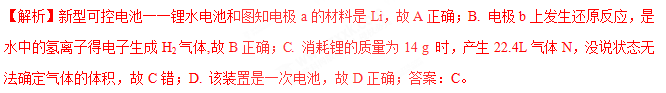 【解析】新型可控电池一一锂水电池和图知电极 a 的材料是 Li，故 A 正确；B. 电极 b 上发生还原反应，是
水中的氢离子得电子生成 H₂气体,故 B 正确；C. 消耗锂的质量为 14 g 时，产生 22.4L 气体 N，没说状态无
法确定气体的体积，故 C 错；D. 该装置是一次电池，故 D 正确；答案：C。